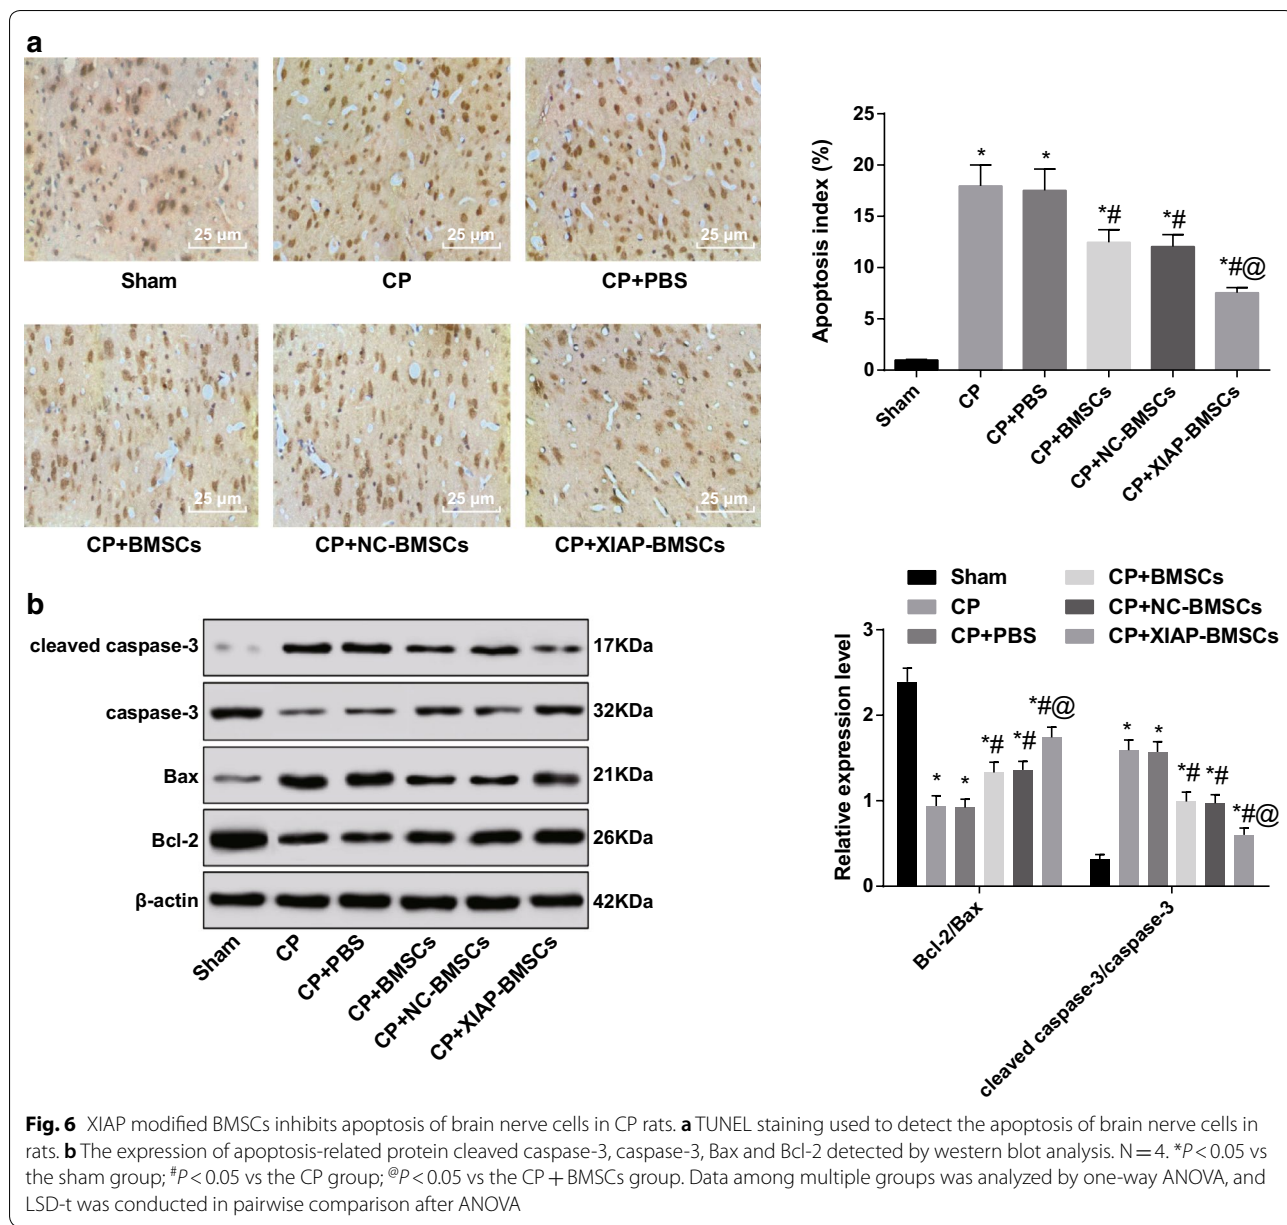 a
25 µm
25 µm
25 µm
Sham
CP
CP+PBS
25 µm
25 µm
25 µm
CP+BMSCs
CP+NC-BMSCs
CP+XIAP-BMSCs
Apoptosis index (%)
25
20
15
10
5
0
*
*
*#
*#
*#@
Sham
CP
CP+PBS
CP+BMSCs
CP+NC-BMSCs
CP+XIAP-BMSCs
b
cleaved caspase-3
17KDa
caspase-3
32KDa
Bax
21KDa
Bcl-2
26KDa
β-actin
42KDa
Sham
CP
CP+PBS
CP+BMSCs
CP+NC-BMSCs
CP+XIAP-BMSCs
Sham
CP
CP+PBS
CP+BMSCs
CP+NC-BMSCs
CP+XIAP-BMSCs
Relative expression level
3
2
1
0
*
*
*#
*#
*#@
*
*
*#
*#
*#@
Bcl-2/Bax
cleaved caspase-3/caspase-3
Fig. 6 XIAP modified BMSCs inhibits apoptosis of brain nerve cells in CP rats. a TUNEL staining used to detect the apoptosis of brain nerve cells in
rats. b The expression of apoptosis-related protein cleaved caspase-3, caspase-3, Bax and Bcl-2 detected by western blot analysis. N = 4. *P < 0.05 vs
the sham group; #P < 0.05 vs the CP group; @P < 0.05 vs the CP + BMSCs group. Data among multiple groups was analyzed by one-way ANOVA, and
LSD-t was conducted in pairwise comparison after ANOVA